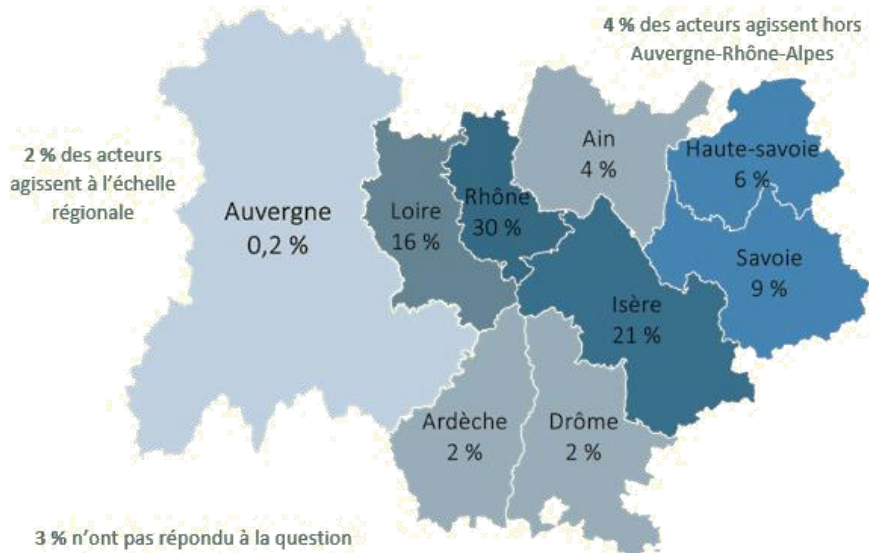 4 % des acteurs agissent hors
Auvergne-Rhône-Alpes
2 % des acteurs
agissent à l'échelle
régionale
Auvergne
0,2 %
Loire
16 %
Rhône
30 %
Ain
4 %
Haute-savoie
6 %
Savoie
9 %
Isère
21 %
Ardèche
2 %
Drôme
2 %
3 % n'ont pas répondu à la question